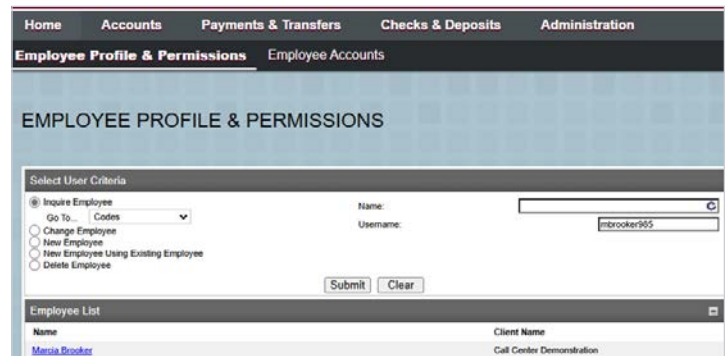 Home Accounts Payments & Transfers Checks & Deposits Administration
Employee Profile & Permissions Employee Accounts
EMPLOYEE PROFILE & PERMISSIONS
Select User Criteria
Inquire Employee Name:
Go To... Codes Username: mbrooker985
Change Employee
New Employee
New Employee Using Existing Employee
Delete Employee
Submit Clear
Employee List
Name Client Name
Marcia Brooker Call Center Demonstration